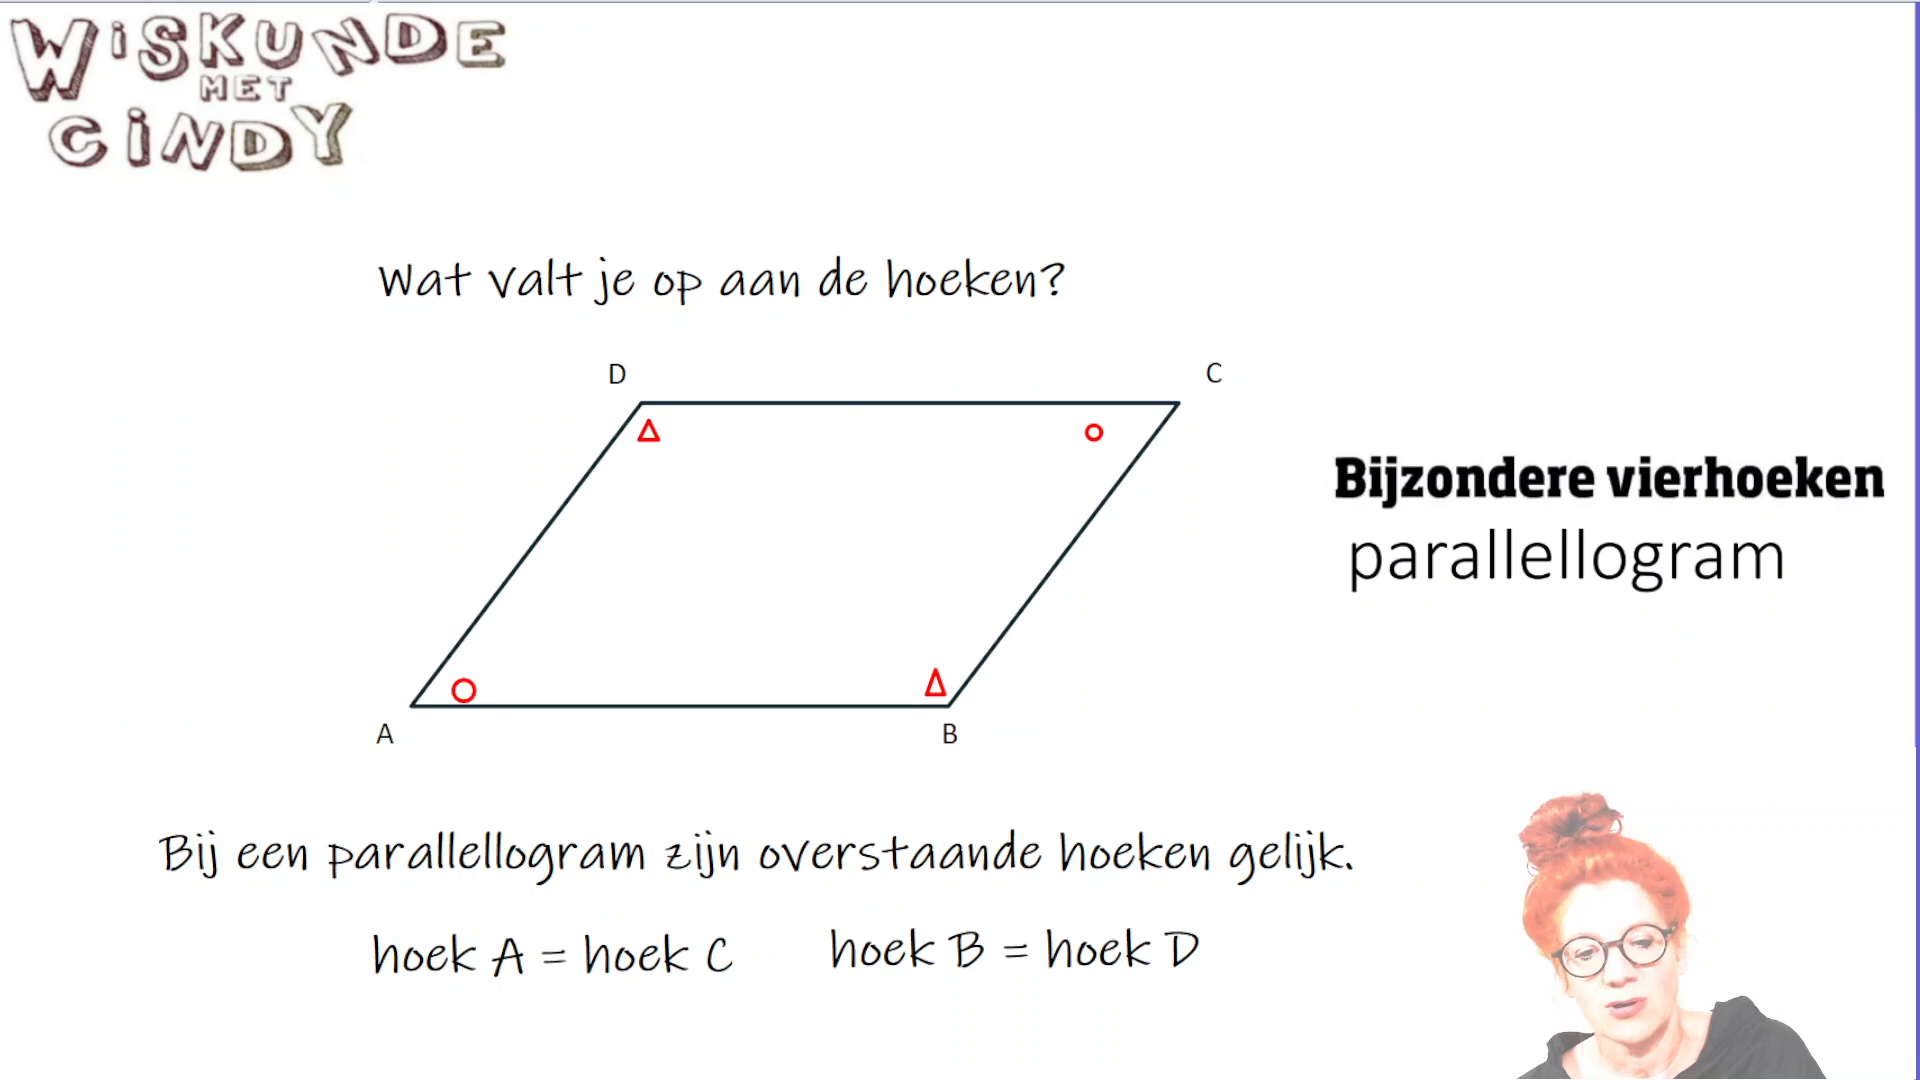 WiSKUNDE
MET
CiNDY
Wat valt je op aan de hoeken?
D
C
Bijzondere vierhoeken
parallellogram
A
B
Bij een parallellogram zijn overstaande hoeken gelijk.
hoek A = hoek C
hoek B = hoek D